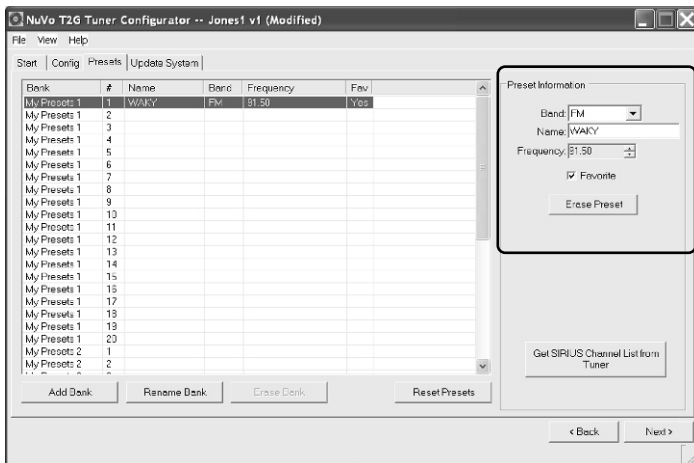 NuVo T2G Tuner Configurator -- Jones1 v1 (Modified)
File View Help
Start Config Presets Update System
Bank # Name Band Frequency Fav
My Presets 1 1 WAKY FM 91.50 Yes
My Presets 1 2
My Presets 1 3
My Presets 1 4
My Presets 1 5
My Presets 1 6
My Presets 1 7
My Presets 1 8
My Presets 1 9
My Presets 1 10
My Presets 1 11
My Presets 1 12
My Presets 1 13
My Presets 1 14
My Presets 1 15
My Presets 1 16
My Presets 1 17
My Presets 1 18
My Presets 1 19
My Presets 1 20
My Presets 2 1
My Presets 2 2
Add Bank Rename Bank Erase Bank Reset Presets
Preset Information
Band: FM
Name: WAKY
Frequency: 91.50
Favorite
Erase Preset
Get SIRIUS Channel List from
Tuner
< Back Next >